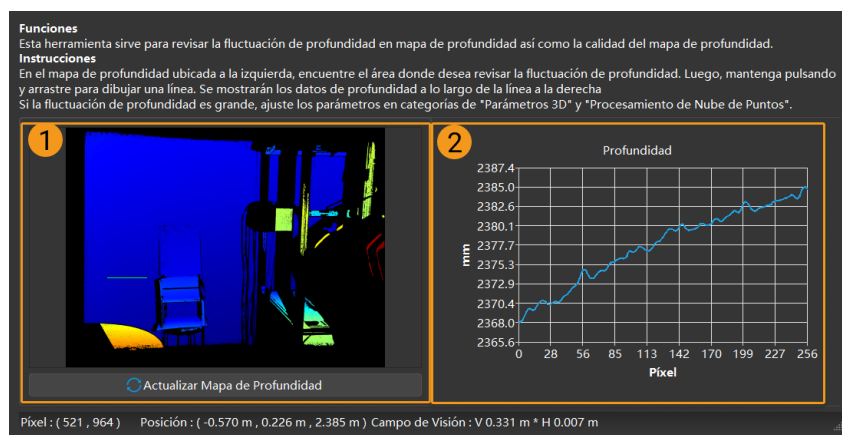 Funciones
Esta herramienta sirve para revisar la fluctuación de profundidad en mapa de profundidad así como la calidad del mapa de profundidad.
Instrucciones
En el mapa de profundidad ubicada a la izquierda, encuentre el área donde desea revisar la fluctuación de profundidad. Luego, mantenga pulsando
y arrastre para dibujar una línea. Se mostrarán los datos de profundidad a lo largo de la línea a la derecha
Si la fluctuación de profundidad es grande, ajuste los parámetros en categorías de "Parámetros 3D" y "Procesamiento de Nube de Puntos".
1
Actualizar Mapa de Profundidad
2
Profundidad
2387.4
2385.0
2382.6
2380.1
2377.7
2375.3
2372.9
2370.4
2368.0
2365.6
mm
0 28 56 85 113 142 170 199 227 256
Píxel
Píxel : ( 521 , 964 ) Posición : ( -0.570 m , 0.226 m , 2.385 m ) Campo de Visión : V 0.331 m * H 0.007 m